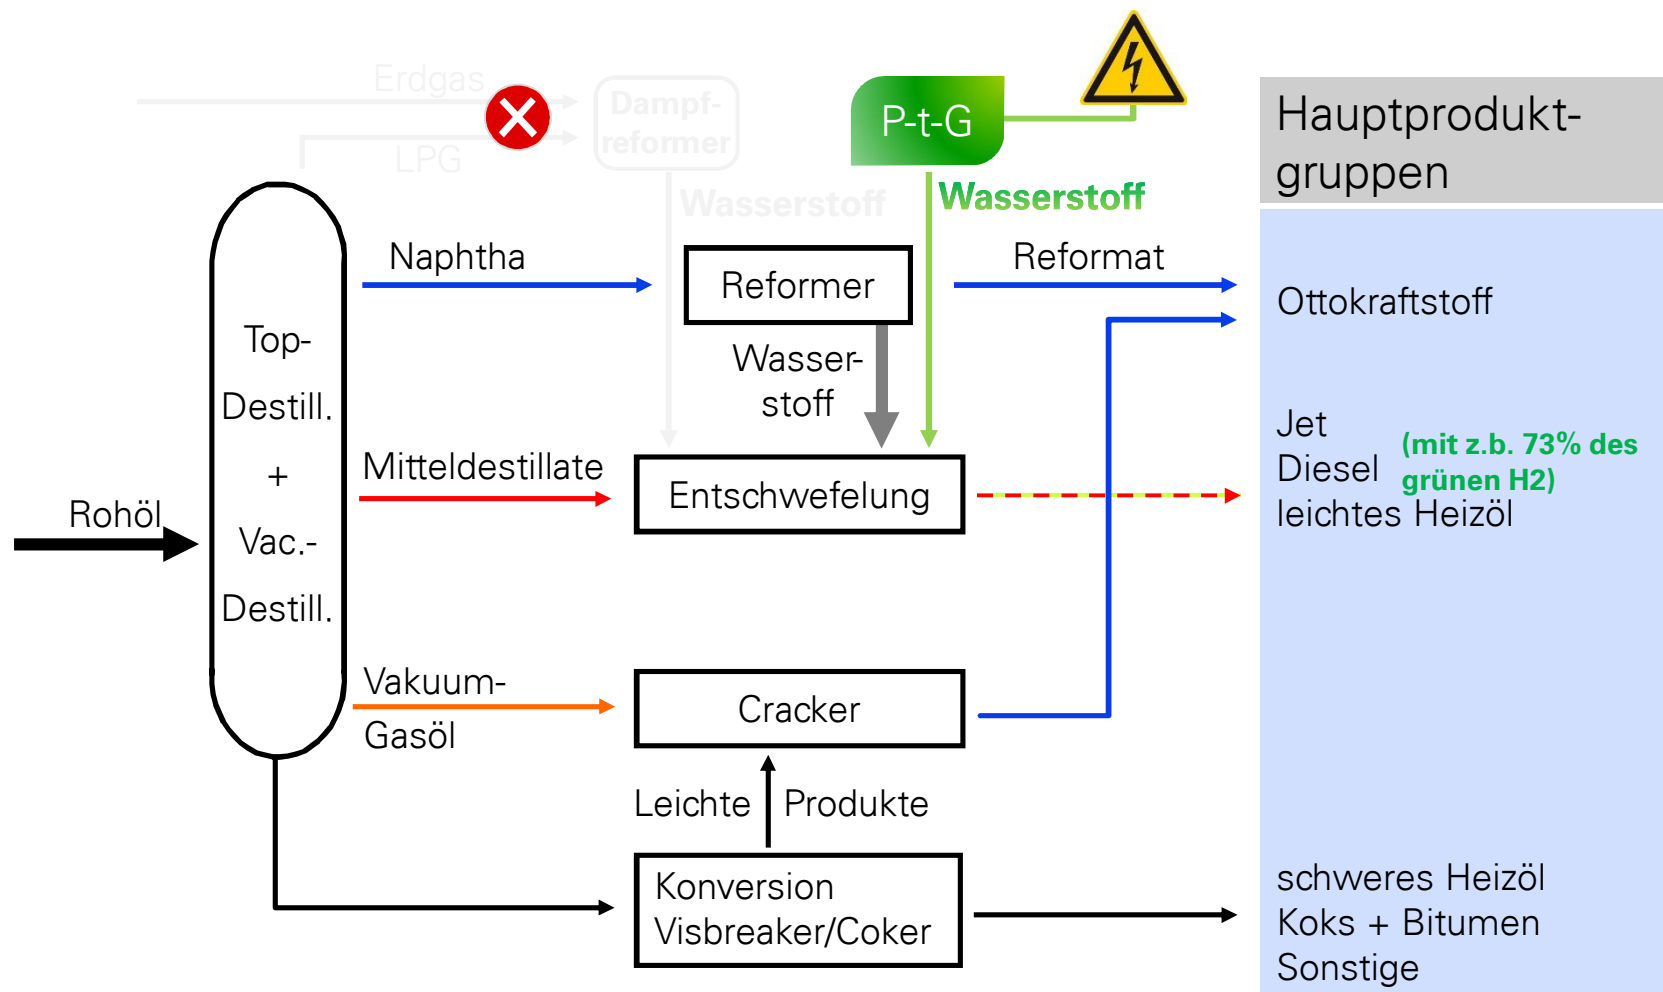 Erdgas
LPG
Dampf-
reformer
Wasserstoff
P-t-G
Wasserstoff
Hauptprodukt-
gruppen
Naphtha
Reformer
Reformat
Ottokraftstoff
Wasser-
stoff
Top-
Destill.
+
Vac.-
Destill.
Rohöl
Mitteldestillate
Entschwefelung
Jet
Diesel
leichtes Heizöl
(mit z.b. 73% des
grünen H2)
Vakuum-
Gasöl
Cracker
Leichte Produkte
Konversion
Visbreaker/Coker
schweres Heizöl
Koks + Bitumen
Sonstige